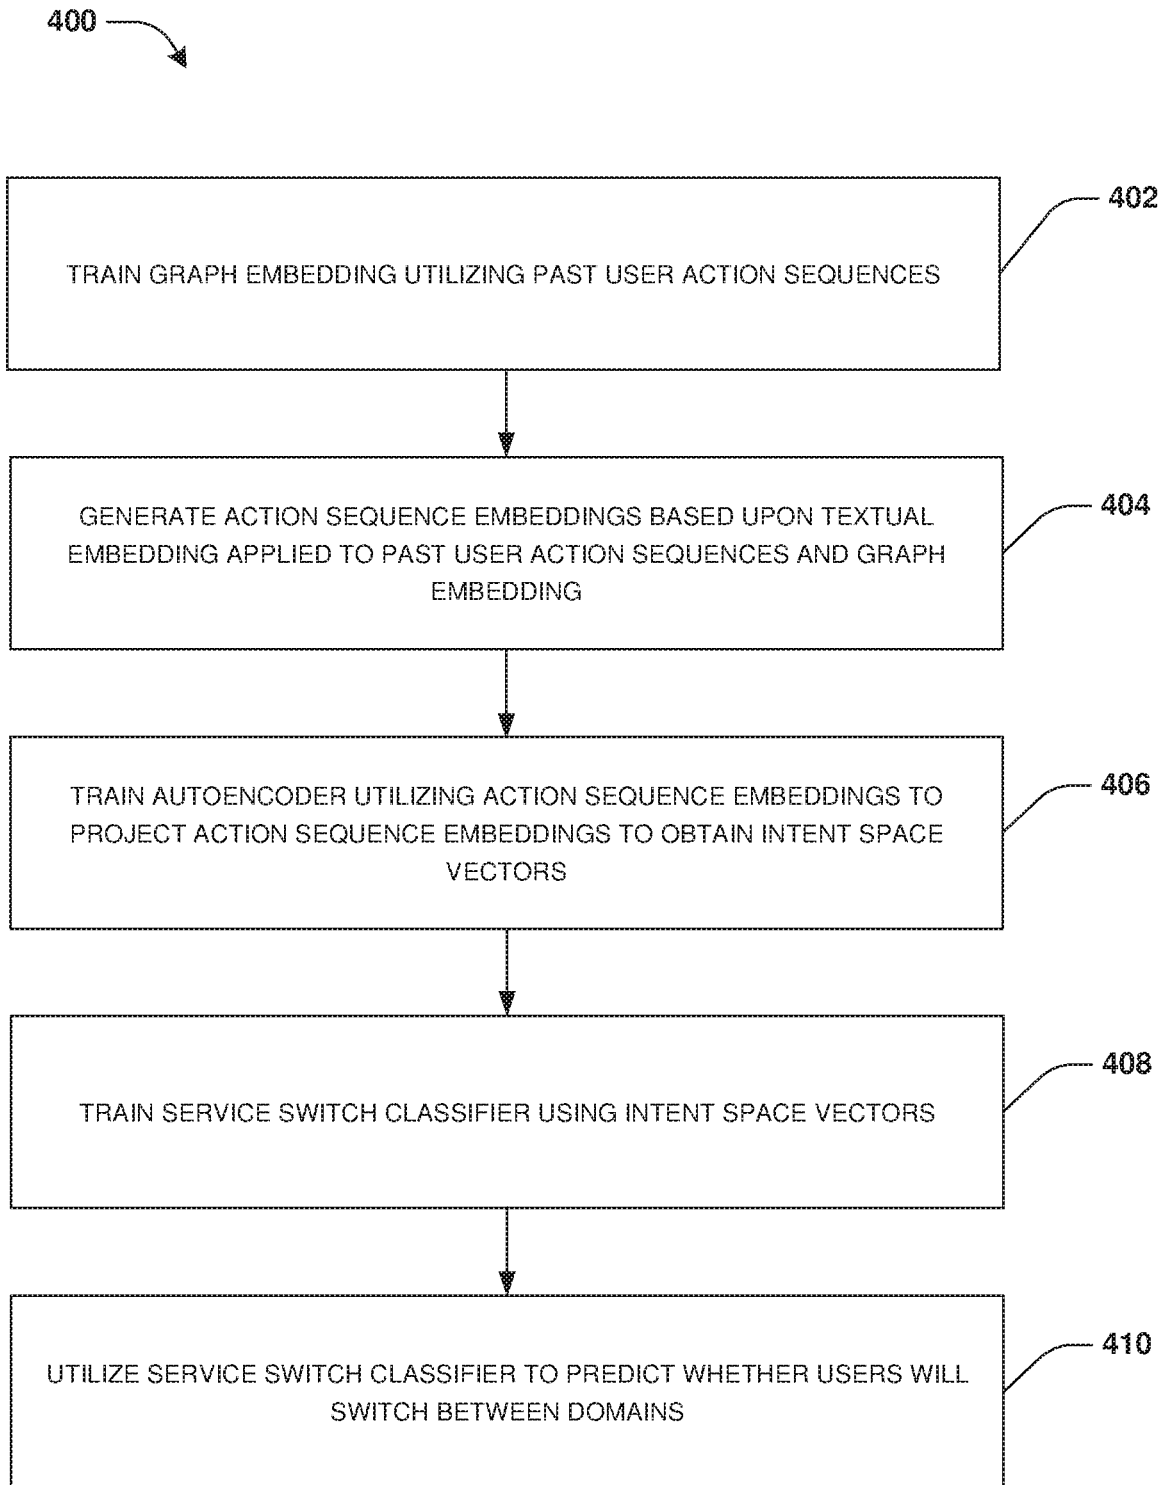 400
402
TRAIN GRAPH EMBEDDING UTILIZING PAST USER ACTION SEQUENCES
404
GENERATE ACTION SEQUENCE EMBEDDINGS BASED UPON TEXTUAL
EMBEDDING APPLIED TO PAST USER ACTION SEQUENCES AND GRAPH
EMBEDDING
406
TRAIN AUTOENCODER UTILIZING ACTION SEQUENCE EMBEDDINGS TO
PROJECT ACTION SEQUENCE EMBEDDINGS TO OBTAIN INTENT SPACE
VECTORS
408
TRAIN SERVICE SWITCH CLASSIFIER USING INTENT SPACE VECTORS
410
UTILIZE SERVICE SWITCH CLASSIFIER TO PREDICT WHETHER USERS WILL
SWITCH BETWEEN DOMAINS